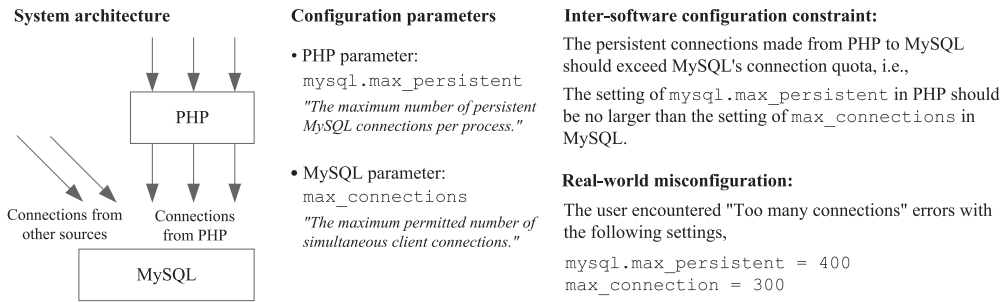 System architecture
PHP
Connections from
other sources
Connections
from PHP
MySQL
Configuration parameters
• PHP parameter:
mysql.max_persistent
"The maximum number of persistent
MySQL connections per process."
• MySQL parameter:
max_connections
"The maximum permitted number of
simultaneous client connections."
Inter-software configuration constraint:
The persistent connections made from PHP to MySQL
should exceed MySQL's connection quota, i.e.,
The setting of mysql.max_persistent in PHP should
be no larger than the setting of max_connections in
MySQL.
Real-world misconfiguration:
The user encountered "Too many connections" errors with
the following settings,
mysql.max_persistent = 400
max_connection = 300